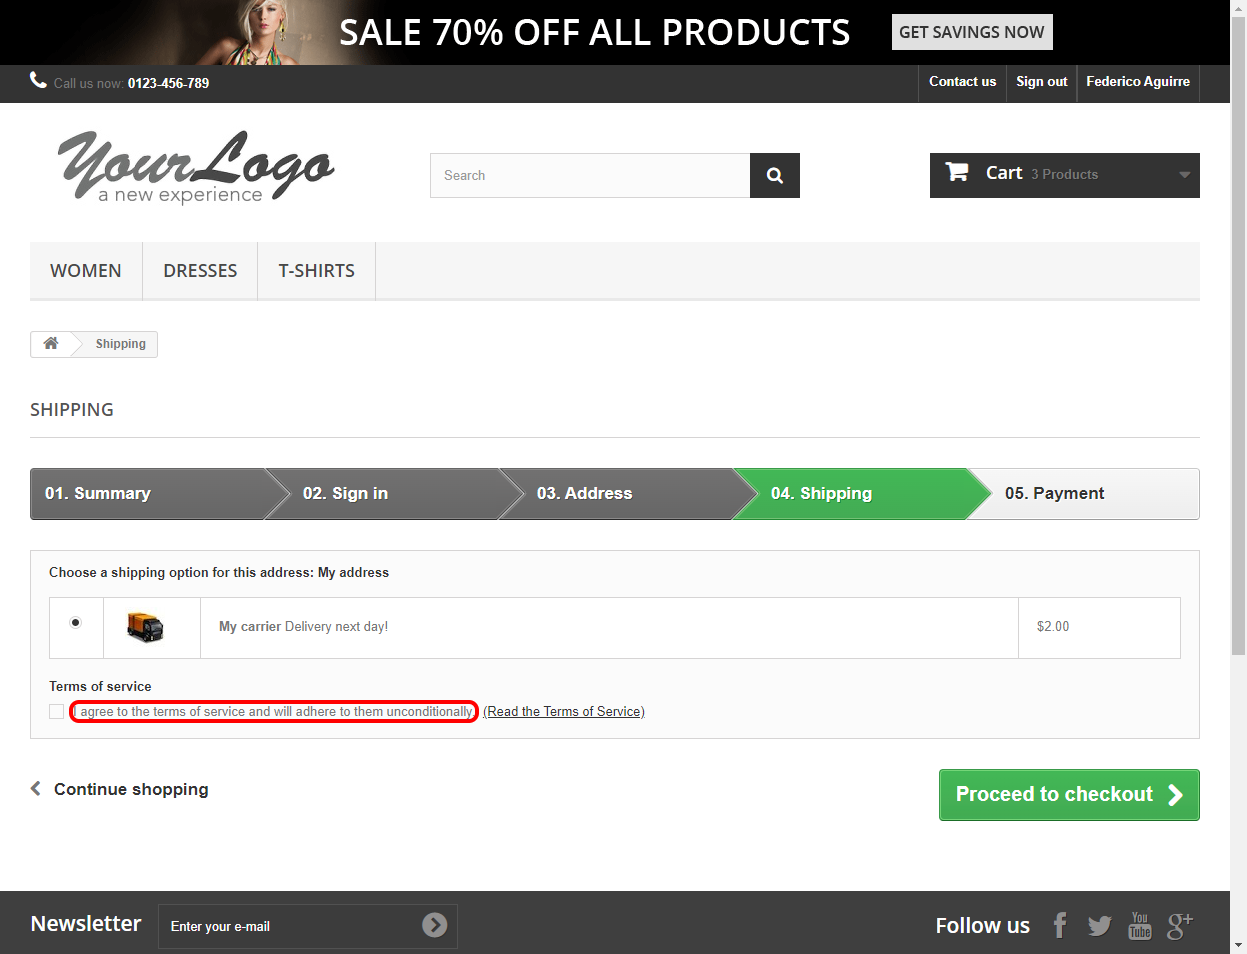 SALE 70% OFF ALL PRODUCTS GET SAVINGS NOW
Call us now: 0123-456-789 Contact us Sign out Federico Aguirre
Your Logo
a new experience
Search
Cart 3 Products
WOMEN DRESSES T-SHIRTS
Shipping
SHIPPING
01. Summary 02. Sign in 03. Address 04. Shipping 05. Payment
Choose a shipping option for this address: My address
My carrier Delivery next day! $2.00
Terms of service
I agree to the terms of service and will adhere to them unconditionally. (Read the Terms of Service)
Continue shopping Proceed to checkout
Newsletter Enter your e-mail Follow us
You
Tube
g+